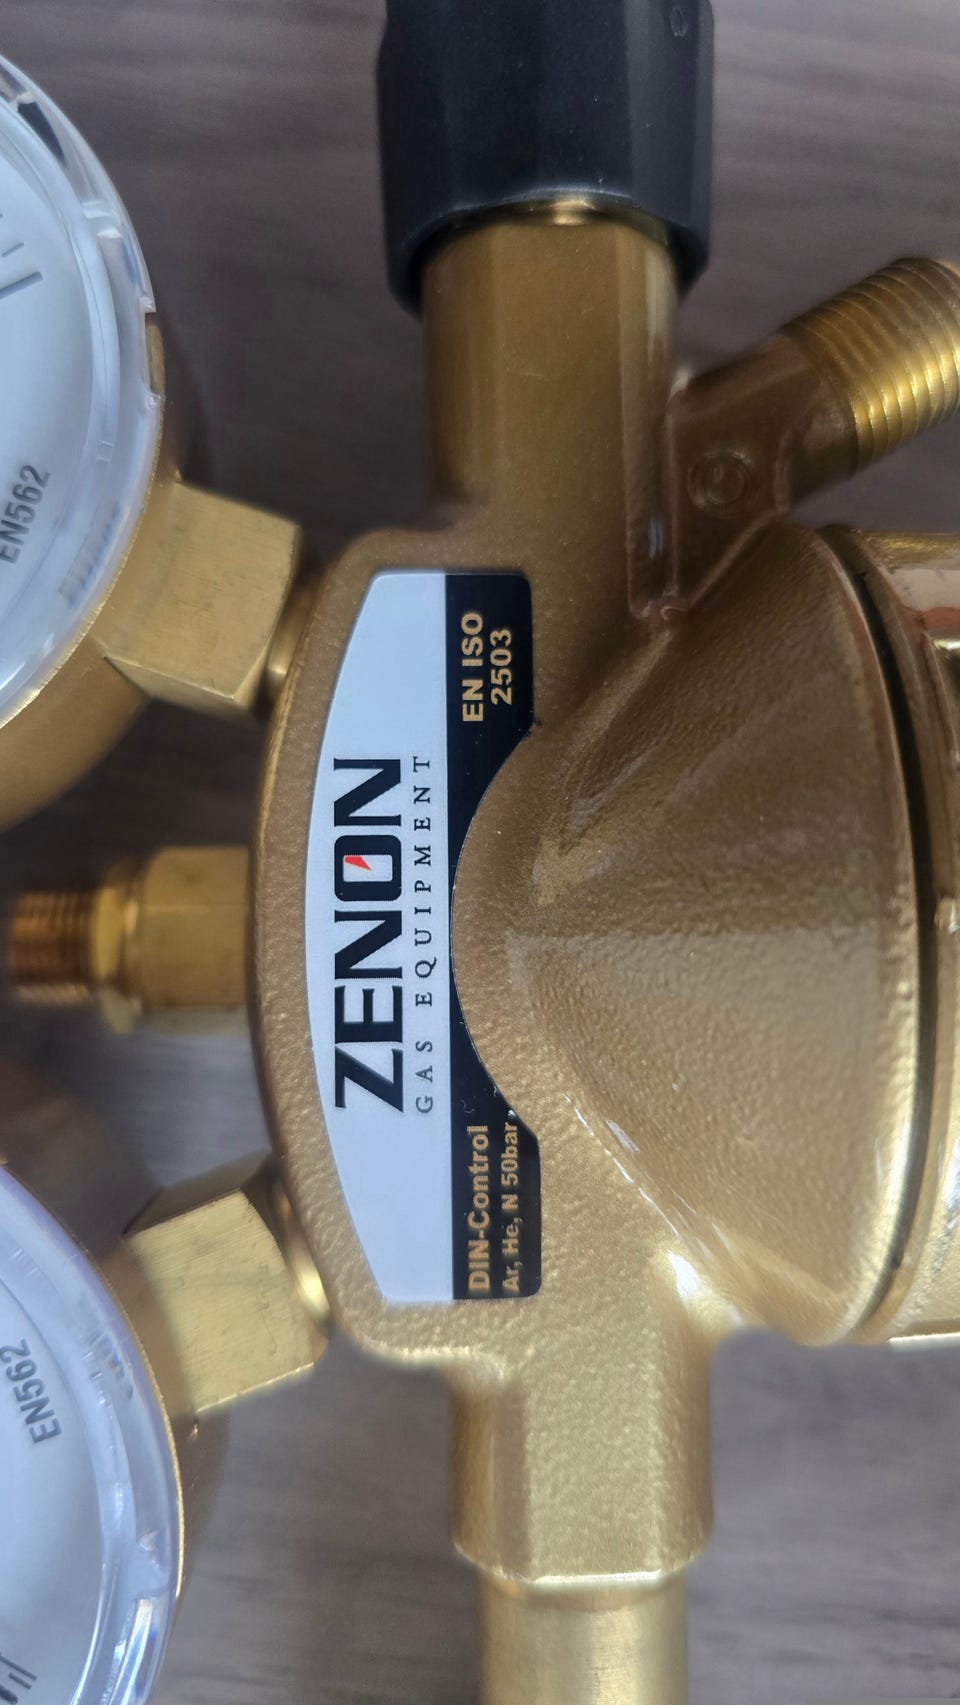 ZENON
GAS EQUIPMENT
DIN-Control
Ar, He, N 50bar
EN ISO
2503
EN562
EN562